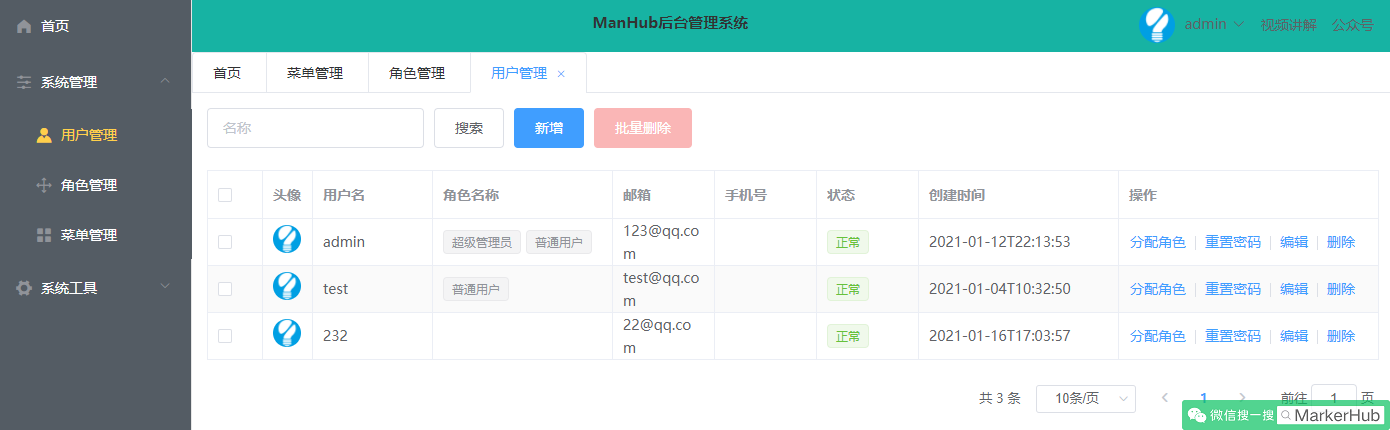 首页
ManHub后台管理系统
admin 视频讲解 公众号
系统管理
首页 菜单管理 角色管理 用户管理 ×
用户管理
名称 搜索 新增 批量删除
角色管理
头像 用户名 角色名称 邮箱 手机号 状态 创建时间 操作
菜单管理
admin 超级管理员 普通用户 123@qq.co
m 正常 2021-01-12T22:13:53 分配角色 重置密码 编辑 删除
系统工具
test 普通用户 test@qq.co
m 正常 2021-01-04T10:32:50 分配角色 重置密码 编辑 删除
232 22@qq.co
m 正常 2021-01-16T17:03:57 分配角色 重置密码 编辑 删除
共 3 条 10条/页 1 前往 1 页
微信搜一搜 MarkerHub